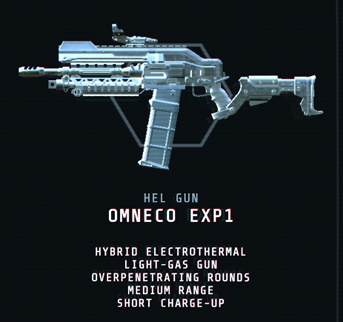 HEL GUN
OMNECO EXP1
HYBRID ELECTROTHERMAL
LIGHT-GAS GUN
OVERPENETRATING ROUNDS
MEDIUM RANGE
SHORT CHARGE-UP